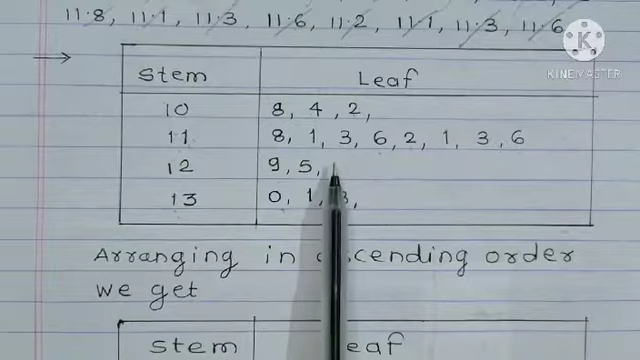 11.8, 11.1, 11.3, 11.6, 11.2, 11.1, 11.3, 11.6
KINEMASTER
→ Stem Leaf
10 8, 4, 2,
11 8, 1, 3, 6, 2, 1, 3, 6
12 9, 5,
13 0, 1, 3,
Arranging in order
we get
Stem Leaf